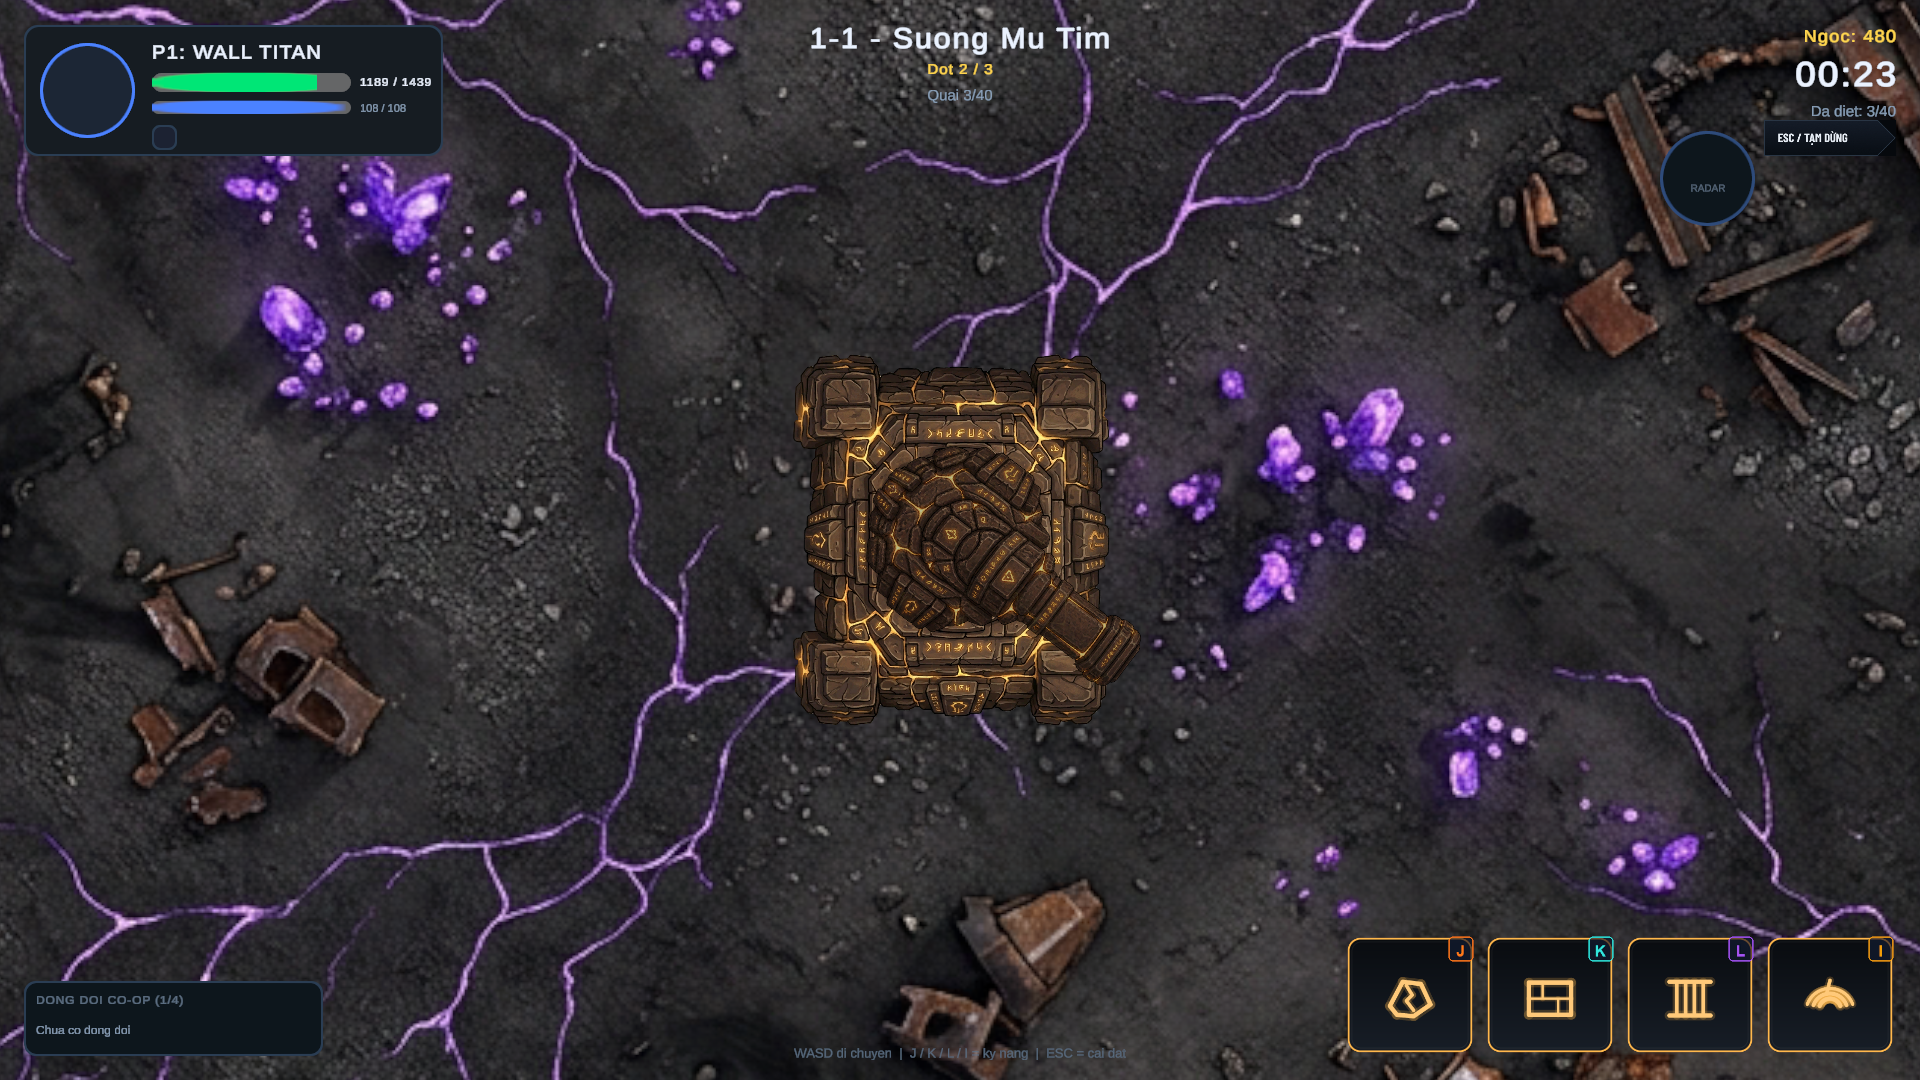 P1: WALL TITAN
1189 / 1439
108 / 108
1-1 - Suong Mu Tim
Dot 2 / 3
Quai 3/40
Ngoc: 480
00:23
Da diet: 3/40
ESC / TẠM DỪNG
RADAR
DONG DOI CO-OP (1/4)
Chua co dong doi
J
K
L
I
WASD di chuyen | J / K / L / I = ky nang | ESC = cai dat